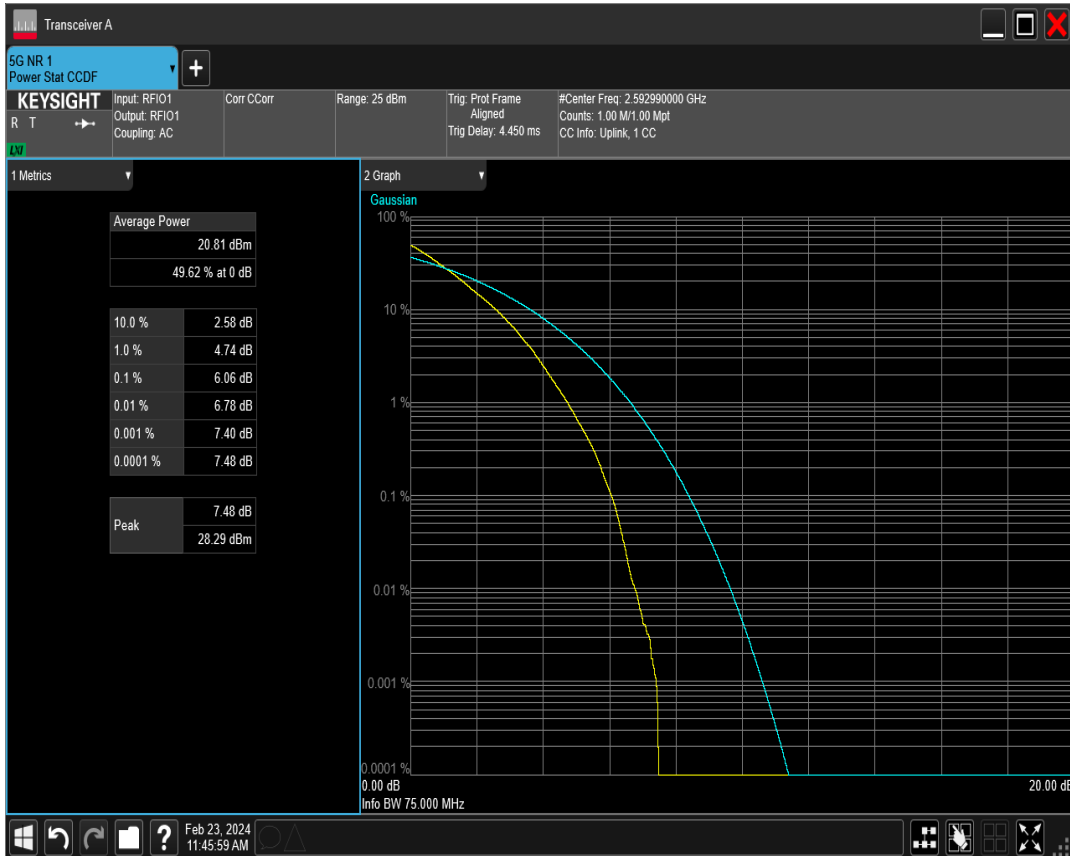 Transceiver A
5G NR 1
Power Stat CCDF
+
KEYSIGHT
R T
LXI
Input: RFIO1
Output: RFIO1
Coupling: AC
Corr CCorr
Range: 25 dBm
Trig: Prot Frame
Aligned
Trig Delay: 4.450 ms
#Center Freq: 2.592990000 GHz
Counts: 1.00 M/1.00 Mpt
CC Info: Uplink, 1 CC
1 Metrics
Average Power
20.81 dBm
49.62 % at 0 dB
10.0 % 2.58 dB
1.0 % 4.74 dB
0.1 % 6.06 dB
0.01 % 6.78 dB
0.001 % 7.40 dB
0.0001 % 7.48 dB
Peak 7.48 dB
28.29 dBm
2 Graph
Gaussian
100 %
10 %
1 %
0.1 %
0.01 %
0.001 %
0.0001 %
0.00 dB 20.00 dB
Info BW 75.000 MHz
? Feb 23, 2024
11:45:59 AM